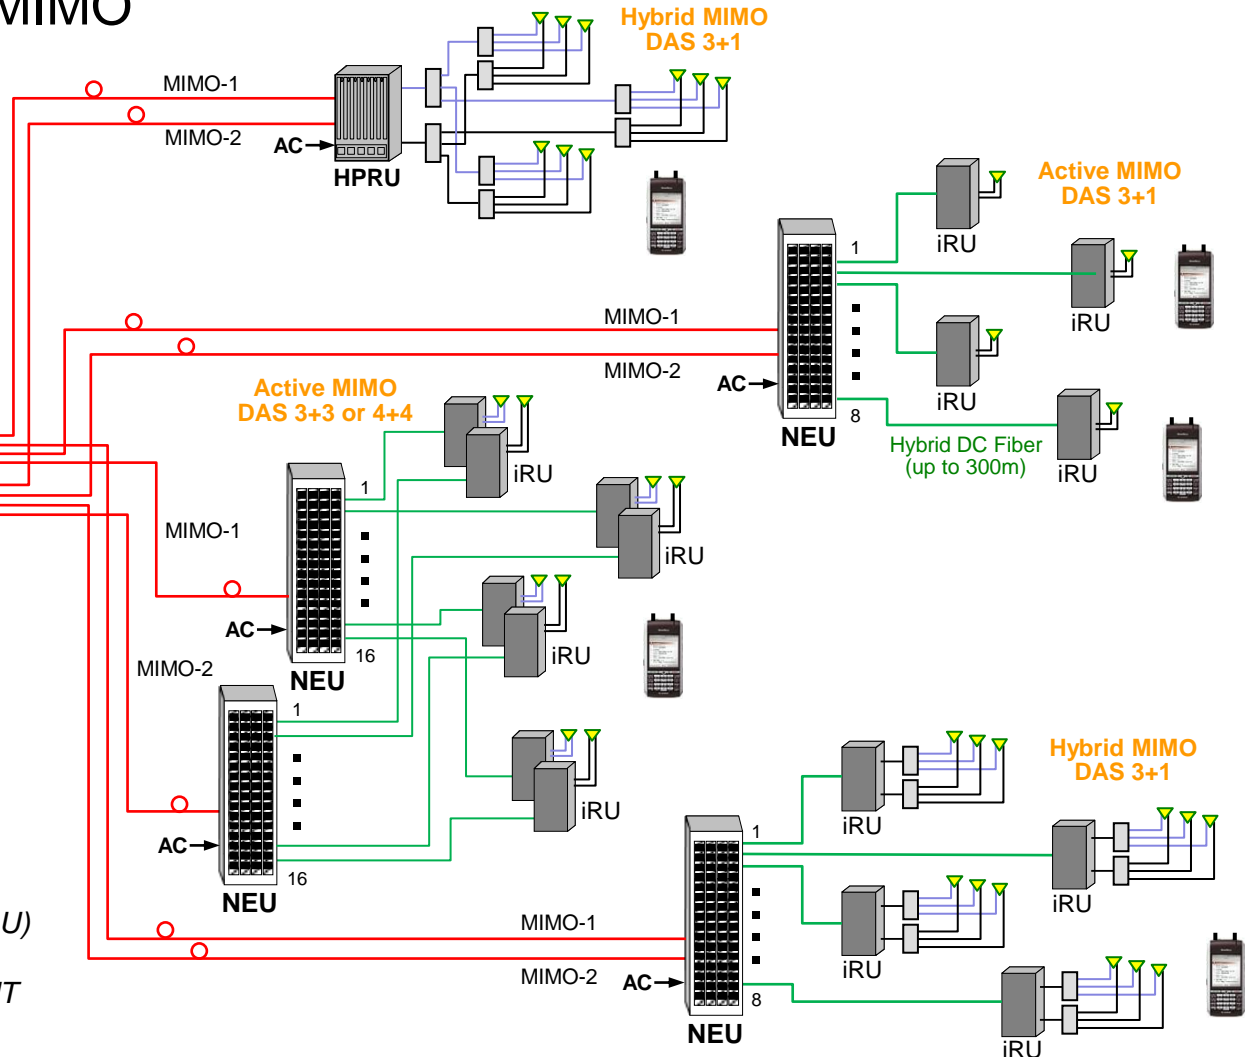 MIMO
Hybrid MIMO
DAS 3+1
MIMO-1
MIMO-2
AC
HPRU
Active MIMO
DAS 3+1
iRU
1
iRU
MIMO-1
MIMO-2
AC
iRU
8
NEU
Hybrid DC Fiber
(up to 300m)
iRU
Active MIMO
DAS 3+3 or 4+4
iRU
1
MIMO-1
iRU
AC
16
iRU
NEU
MIMO-2
1
iRU
AC
16
NEU
Hybrid MIMO
DAS 3+1
iRU
1
iRU
U)
MIMO-1
iRU
MIMO-2
AC
8
IT
NEU
iRU